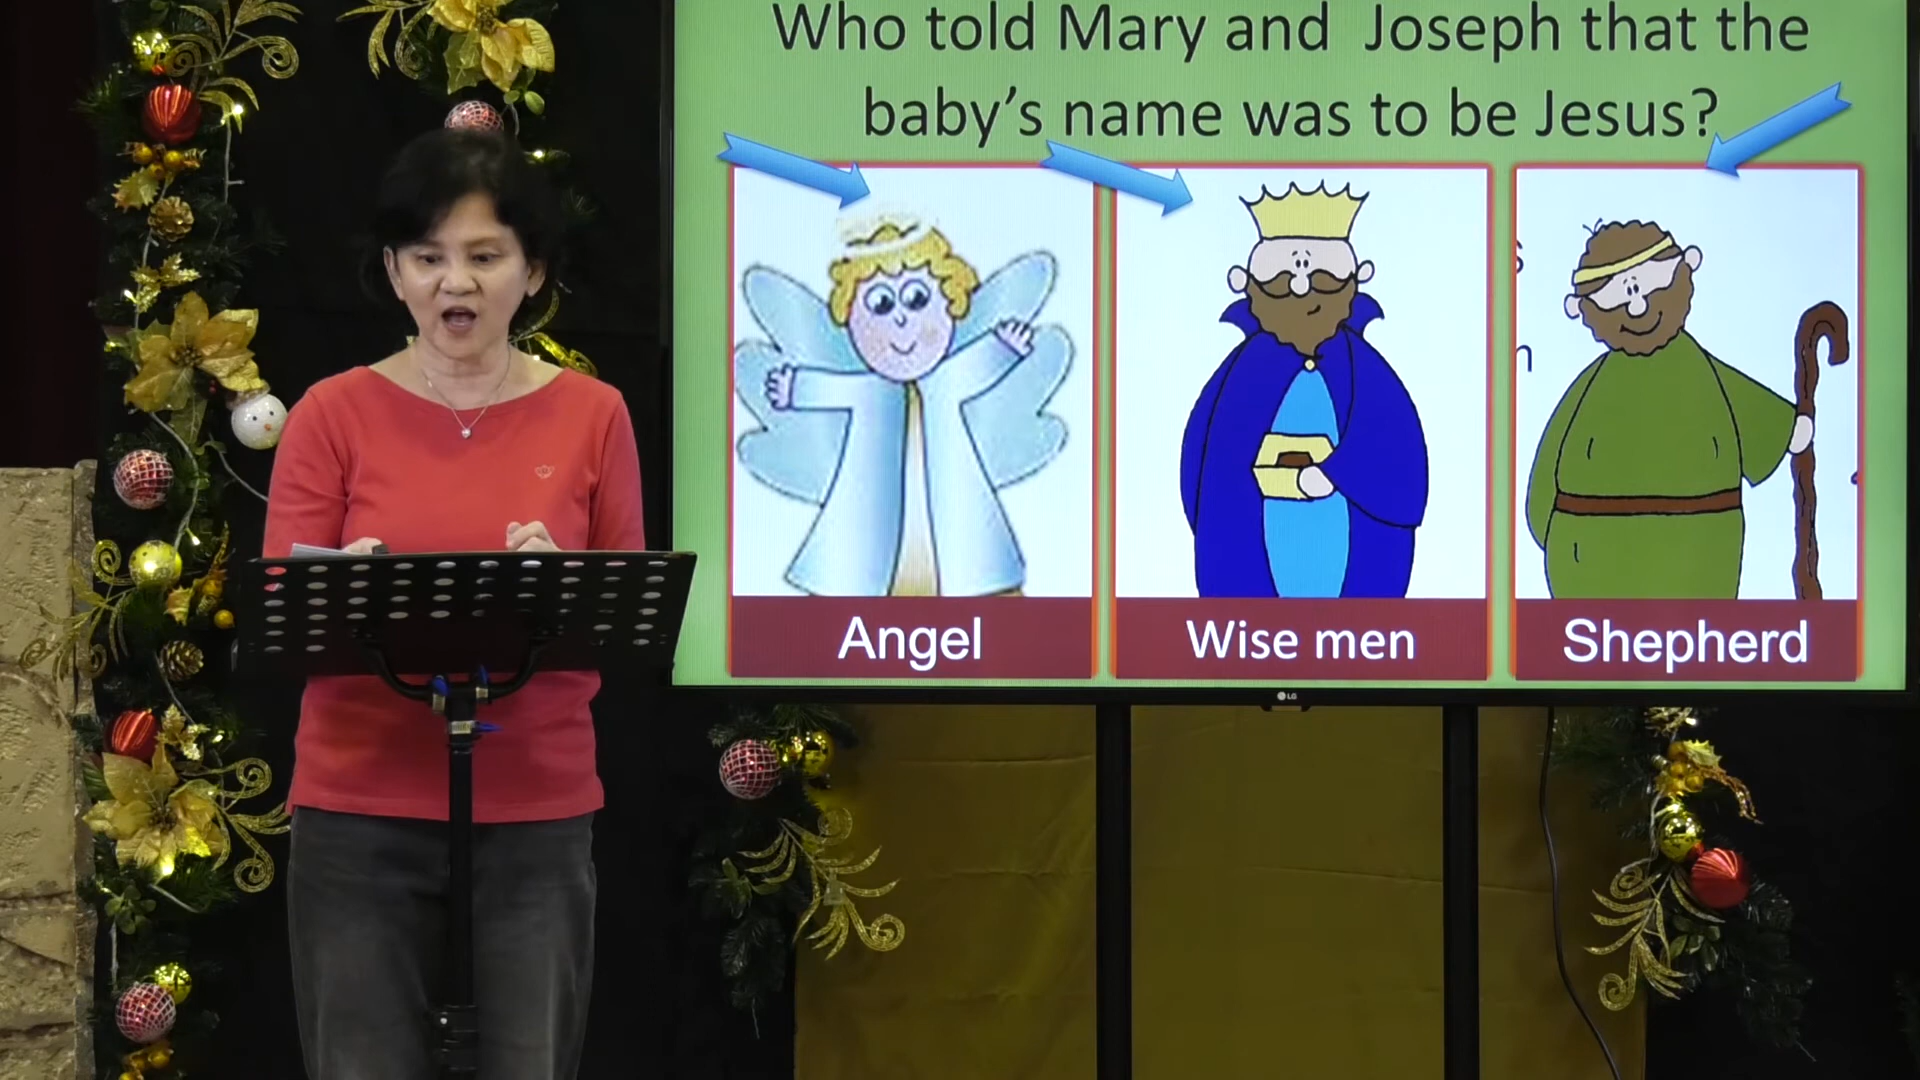 Who told Mary and Joseph that the
baby's name was to be Jesus?
Angel
Wise men
Shepherd
LG